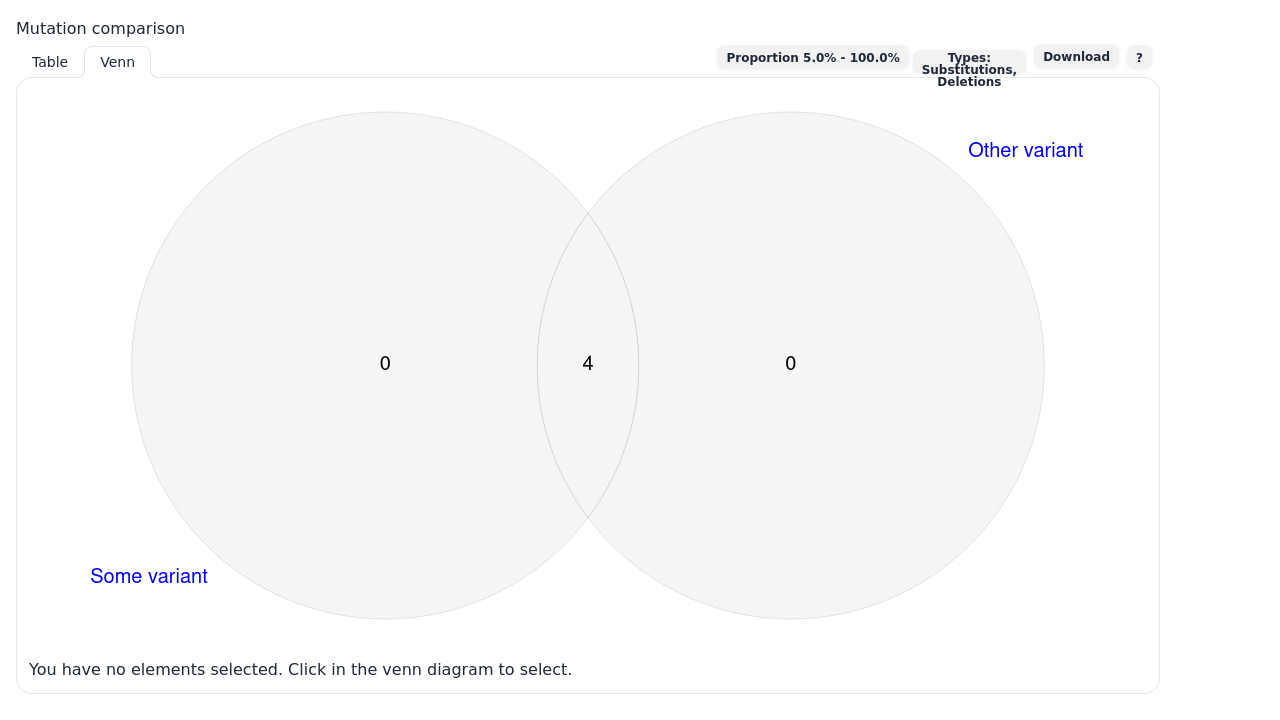 Mutation comparison
Table
Venn
Proportion 5.0% - 100.0%
Types:
Substitutions,
Deletions
Download
?
Other variant
0
4
0
Some variant
You have no elements selected. Click in the venn diagram to select.